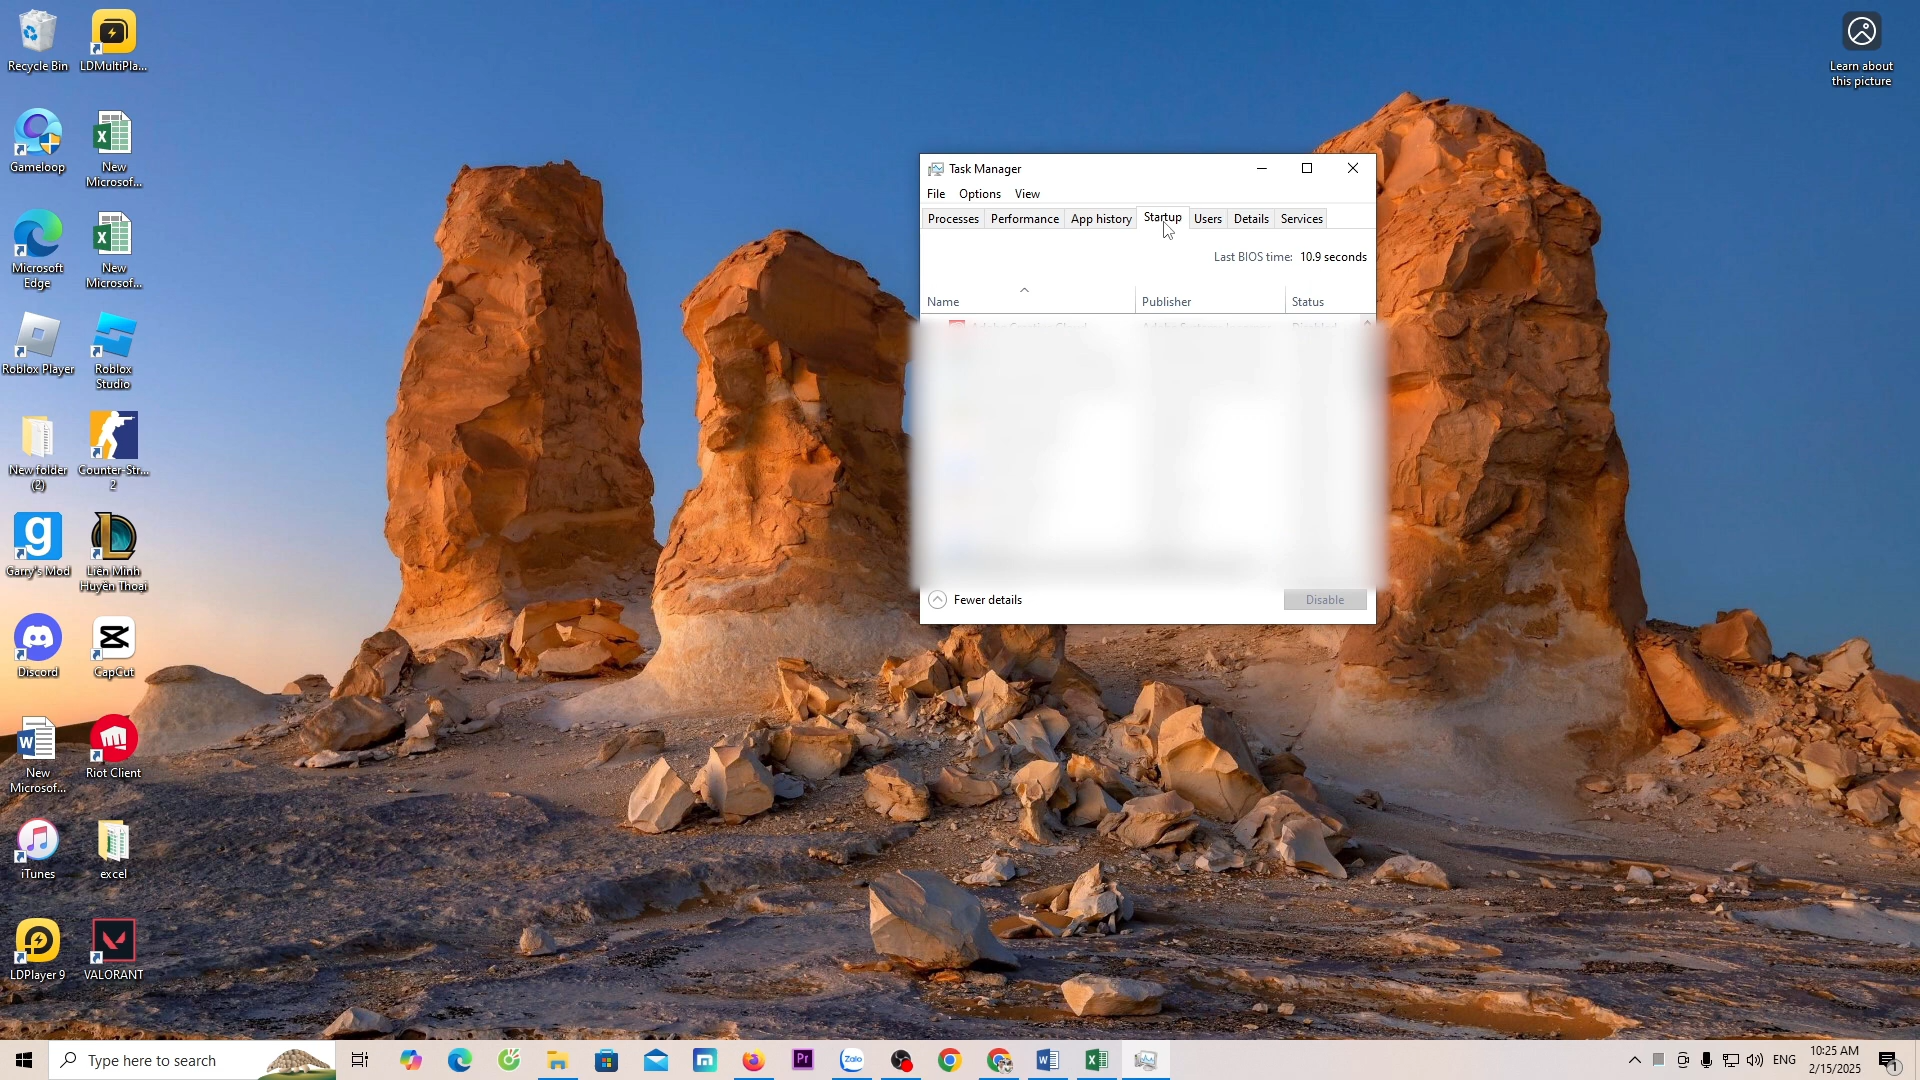 Recycle Bin
LDMultiPla...
Gameloop
New
Microsof...
Microsoft
Edge
New
Microsof...
Roblox Player
Roblox
Studio
New folder
(2)
Counter-Str...
2
Garry's Mod
Liên Minh
Huyền Thoại
Discord
CapCut
New
Microsof...
Riot Client
iTunes
excel
LDPlayer 9
VALORANT
Learn about
this picture
Task Manager
File Options View
Processes Performance App history Startup Users Details Services
Last BIOS time: 10.9 seconds
Name Publisher Status
Fewer details
Disable
Type here to search
Pr
Zalo
ENG
10:25 AM
2/15/2025
1